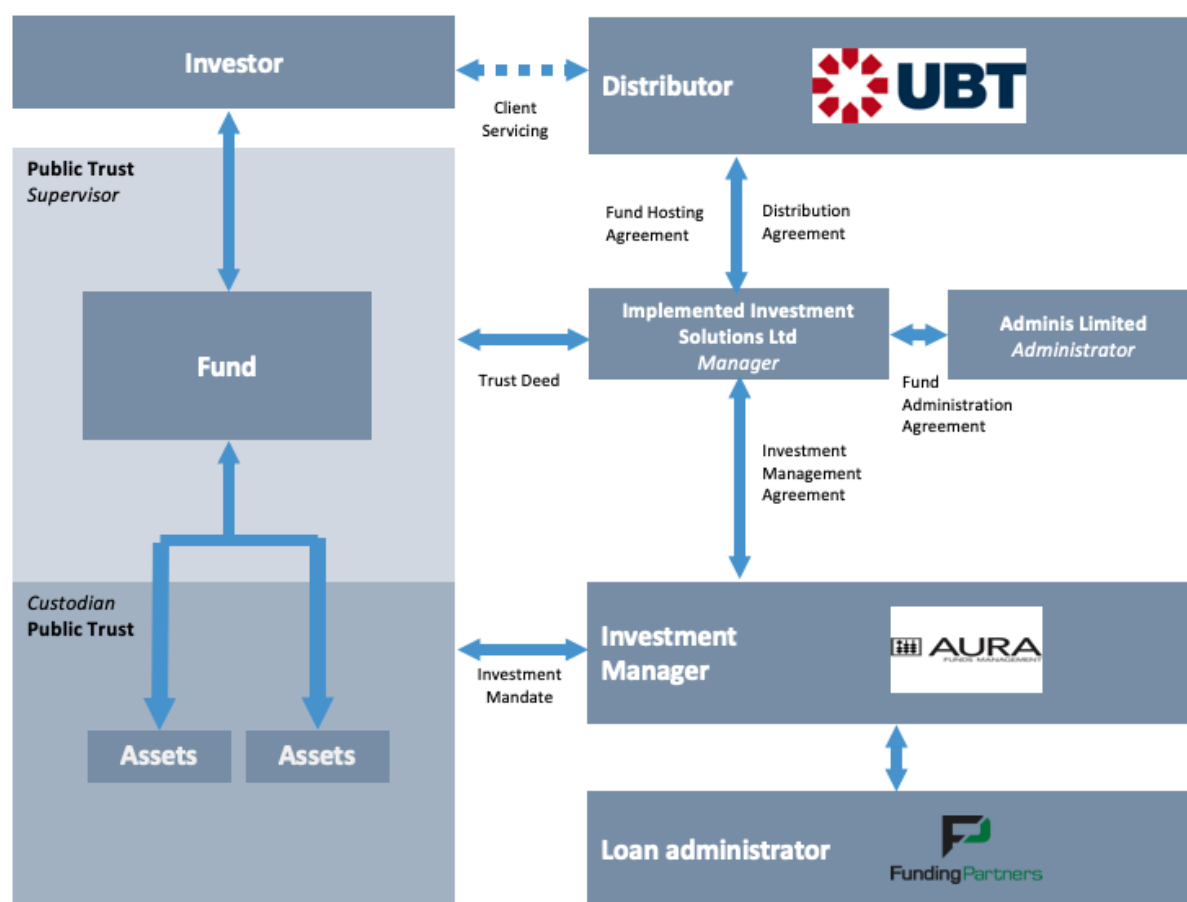 Investor
Client
Servicing
Distributor
UBT
Public Trust
Supervisor
Fund Hosting
Agreement
Distribution
Agreement
Fund
Trust Deed
Implemented Investment
Solutions Ltd
Manager
Adminis Limited
Administrator
Fund
Administration
Agreement
Investment
Management
Agreement
Custodian
Public Trust
Investment
Mandate
Investment
Manager
AURA
FUNDS MANAGEMENT
Assets
Assets
Loan administrator
FundingPartners